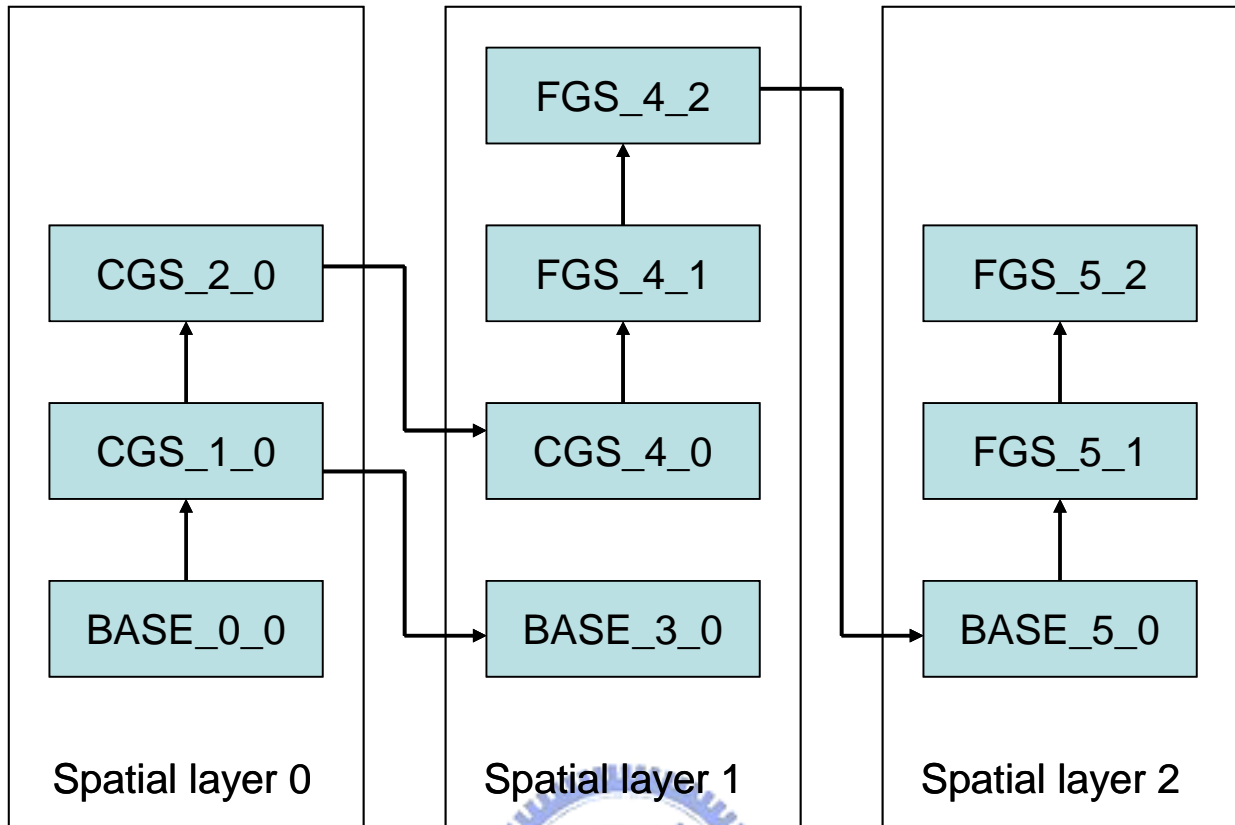 FGS_4_2
CGS_2_0
FGS_4_1
FGS_5_2
CGS_1_0
CGS_4_0
FGS_5_1
BASE_0_0
BASE_3_0
BASE_5_0
Spatial layer 0
Spatial layer 1
Spatial layer 2